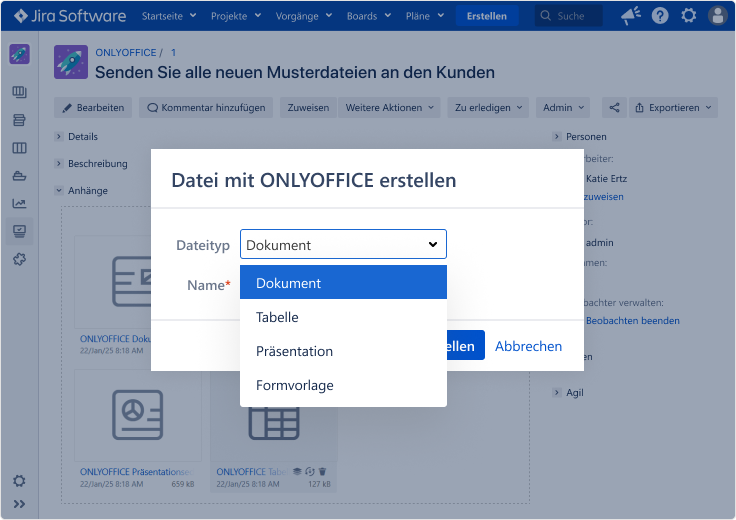 Jira Software Startseite Projekte Vorgänge Boards Pläne Erstellen Suche
ONLYOFFICE / 1
Senden Sie alle neuen Musterdateien an den Kunden
Bearbeiten Kommentar hinzufügen Zuweisen Weitere Aktionen Zu erledigen Admin Exportieren
Details
Beschreibung
Anhänge
Personen
rbeiter:
Katie Ertz
zuweisen
or:
admin
men:
obachter verwalten:
Beobachten beenden
en
Agil
Datei mit ONLYOFFICE erstellen
Dateityp Dokument
Name*
Dokument
Tabelle
Präsentation
Formvorlage
ellen Abbrechen
ONLYOFFICE Doku
22/Jan/25 8:18 AM
ONLYOFFICE Präsentations
22/Jan/25 8:18 AM 659 kB
ONLYOFFICE Tabe
22/Jan/25 8:18 AM 127 kB